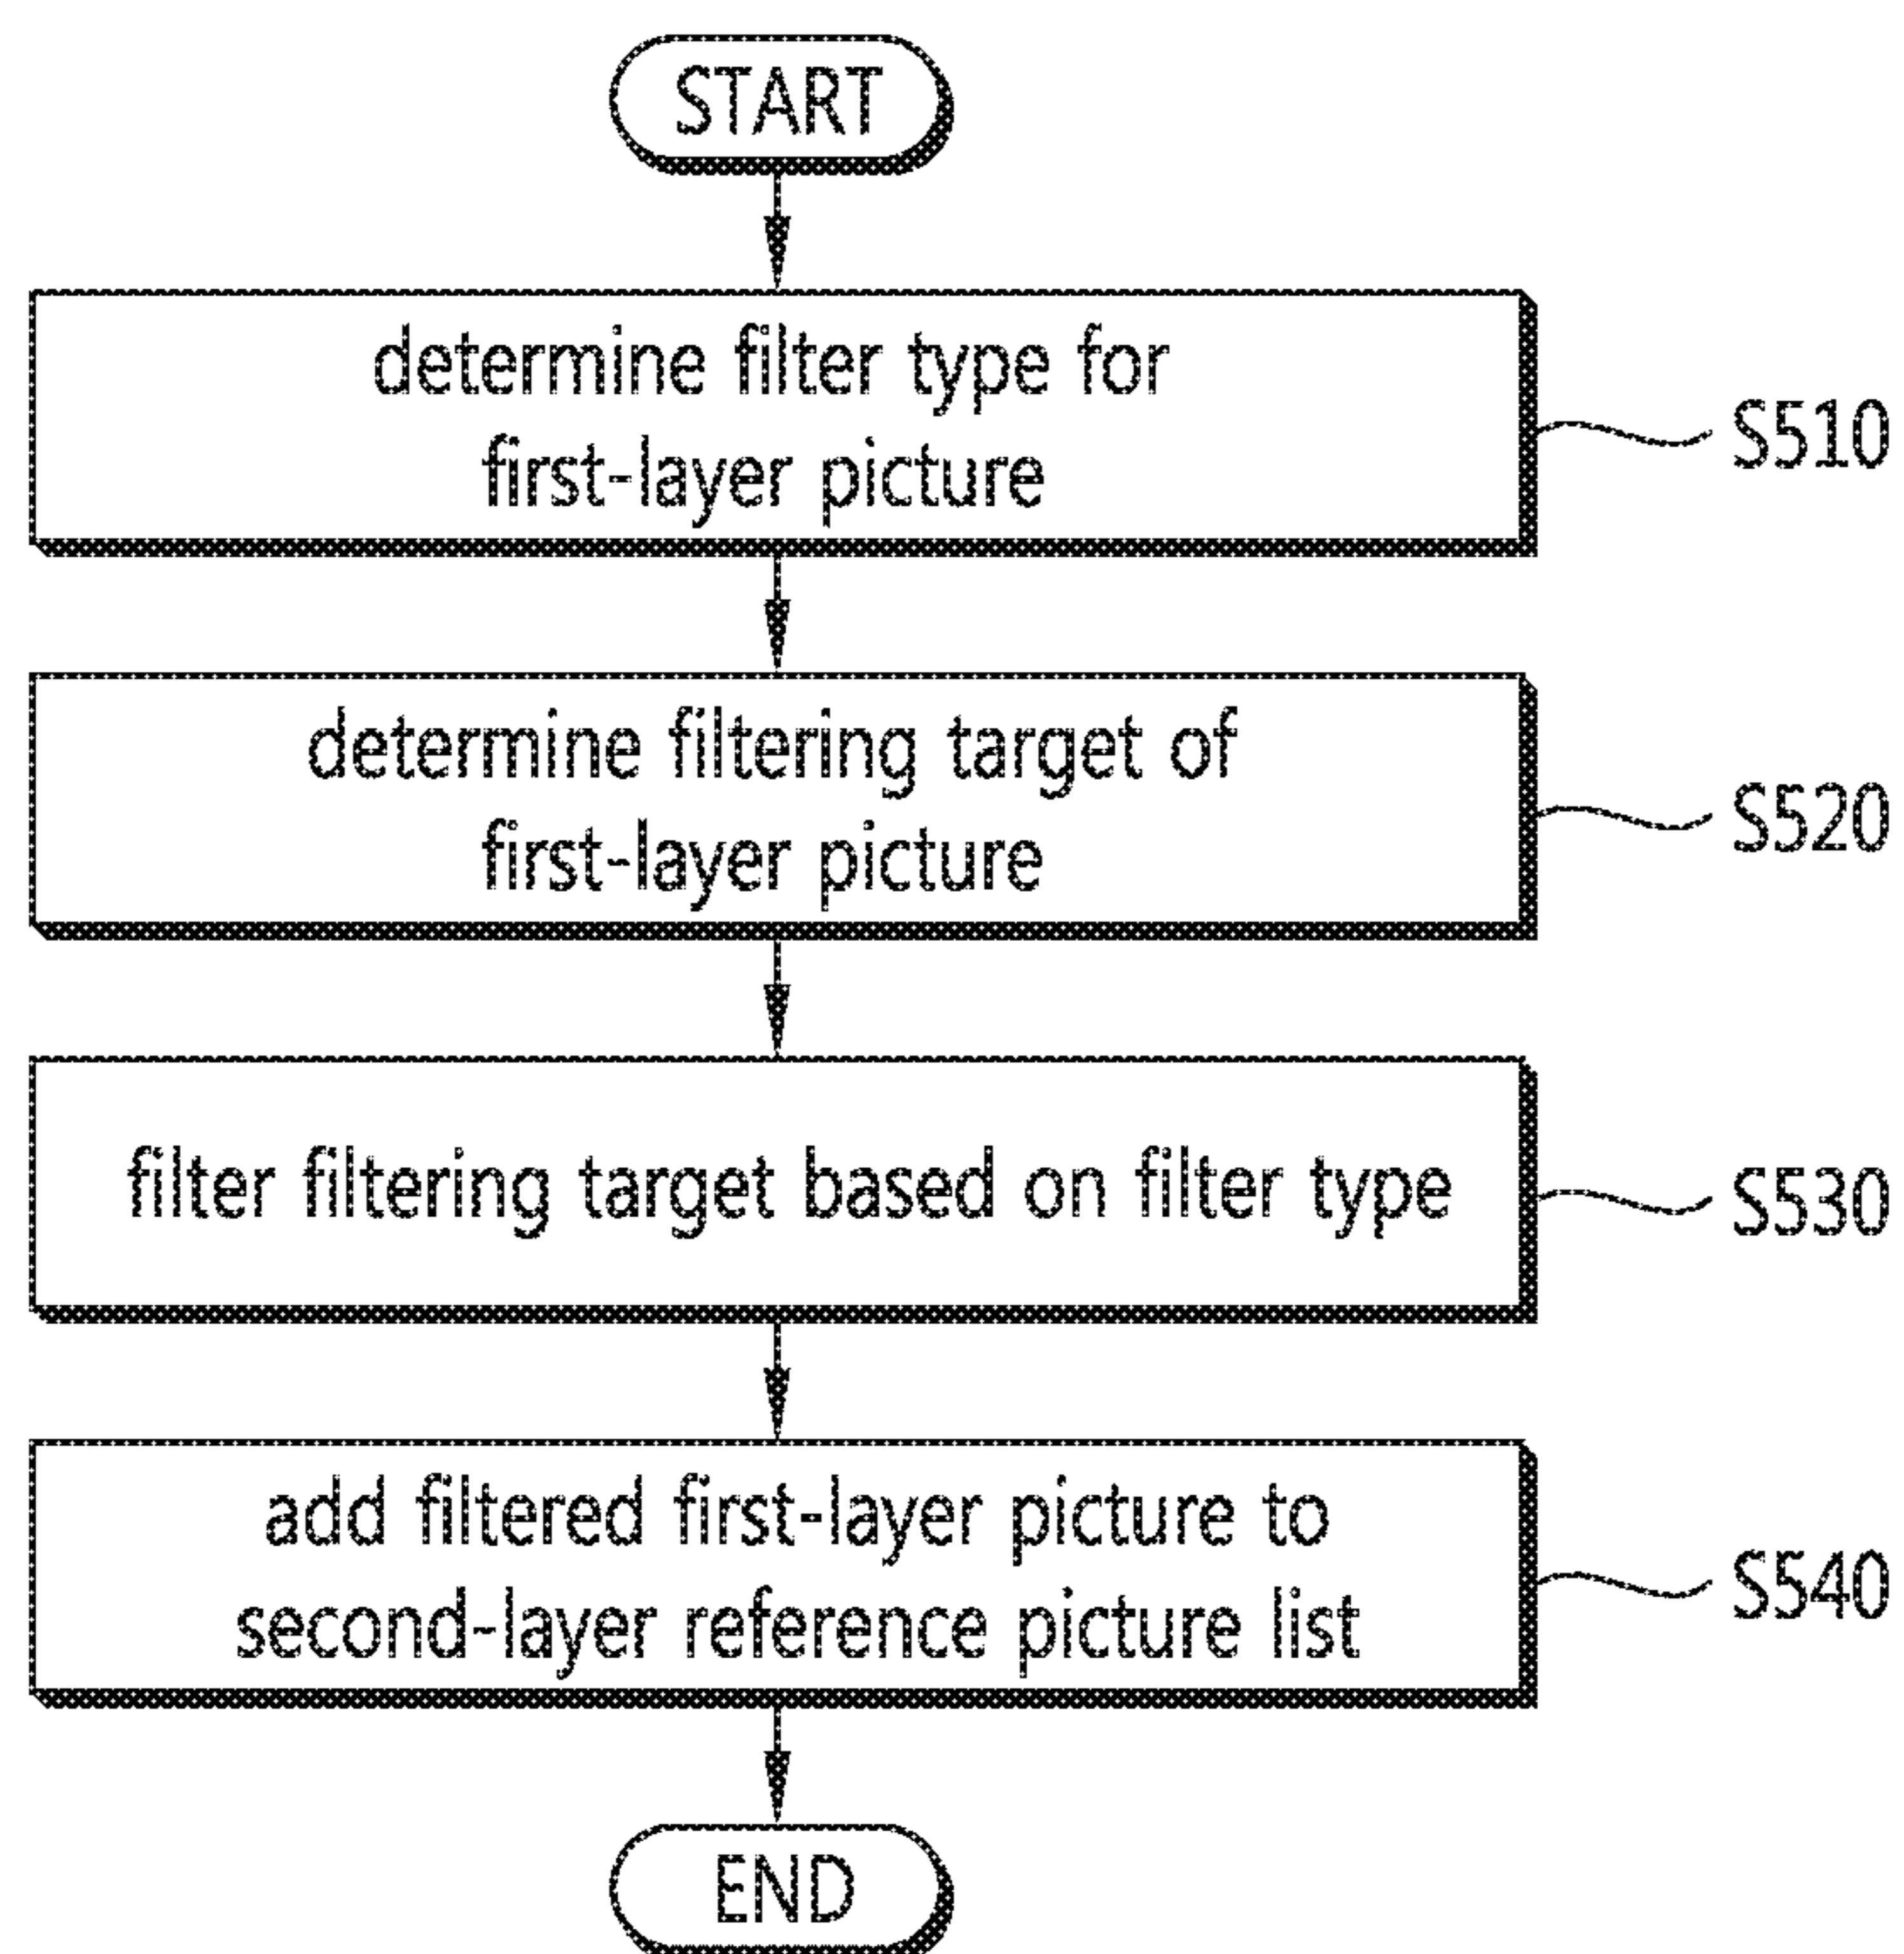 START
determine filter type for
first-layer picture
S510
determine filtering target of
first-layer picture
S520
filter filtering target based on filter type
S530
add filtered first-layer picture to
second-layer reference picture list
S540
END